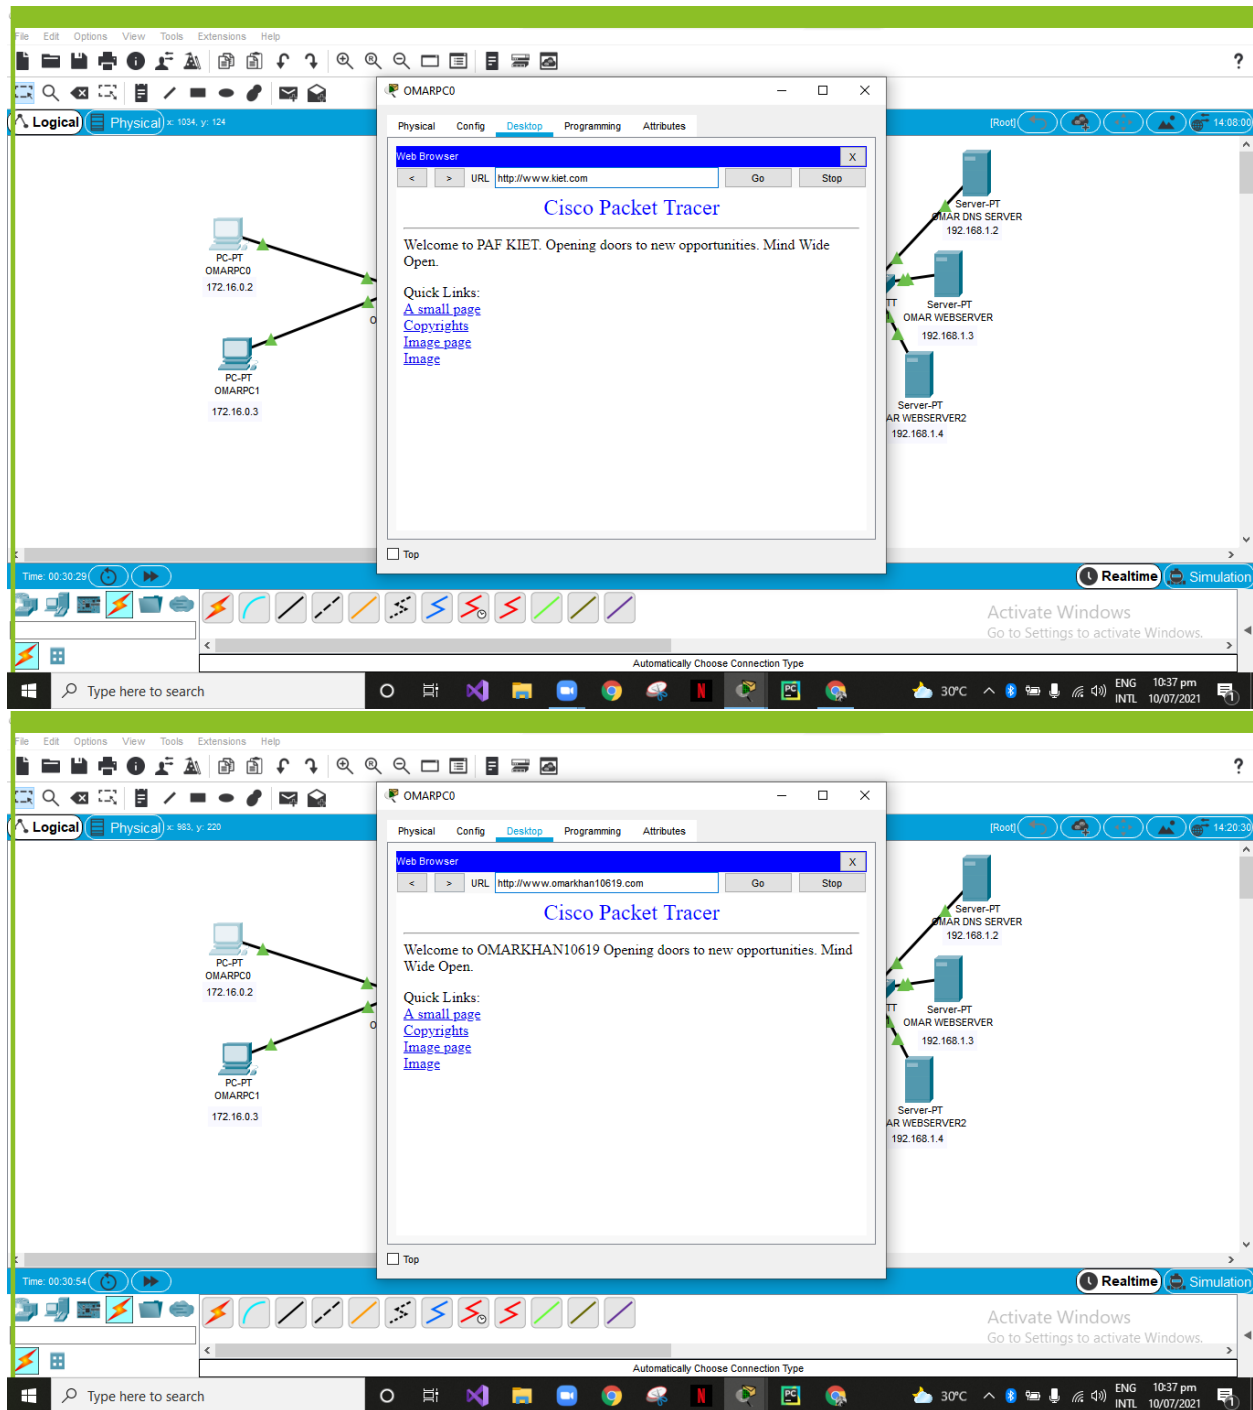 File Edit Options View Tools Extensions Help
?
OMARPC0
Logical Physical x: 1034, y: 124
[Root] 14:08:00
Physical Config Desktop Programming Attributes
Web Browser X
< > URL http://www.kiet.com Go Stop
Cisco Packet Tracer
Welcome to PAF KIET. Opening doors to new opportunities. Mind Wide
Open.
Quick Links:
A small page
Copyrights
Image page
Image
Top
PC-PT
OMARPC0
172.16.0.2
PC-PT
OMARPC1
172.16.0.3
O
Server-PT
OMAR DNS SERVER
192.168.1.2
TT
Server-PT
OMAR WEBSERVER
192.168.1.3
Server-PT
AR WEBSERVER2
192.168.1.4
Time: 00:30:29
Realtime Simulation
Activate Windows
Go to Settings to activate Windows.
Automatically Choose Connection Type
Type here to search
N
PC
30°C
ENG 10:37 pm
INTL 10/07/2021
1
File Edit Options View Tools Extensions Help
?
OMARPC0
Logical Physical x: 983, y: 220
[Root] 14:20:30
Physical Config Desktop Programming Attributes
Web Browser X
< > URL http://www.omarkhan10619.com Go Stop
Cisco Packet Tracer
Welcome to OMARKHAN10619 Opening doors to new opportunities. Mind
Wide Open.
Quick Links:
A small page
Copyrights
Image page
Image
Top
PC-PT
OMARPC0
172.16.0.2
PC-PT
OMARPC1
172.16.0.3
O
Server-PT
OMAR DNS SERVER
192.168.1.2
TT
Server-PT
OMAR WEBSERVER
192.168.1.3
Server-PT
AR WEBSERVER2
192.168.1.4
Time: 00:30:54
Realtime Simulation
Activate Windows
Go to Settings to activate Windows.
Automatically Choose Connection Type
Type here to search
N
PC
30°C
ENG 10:37 pm
INTL 10/07/2021
1